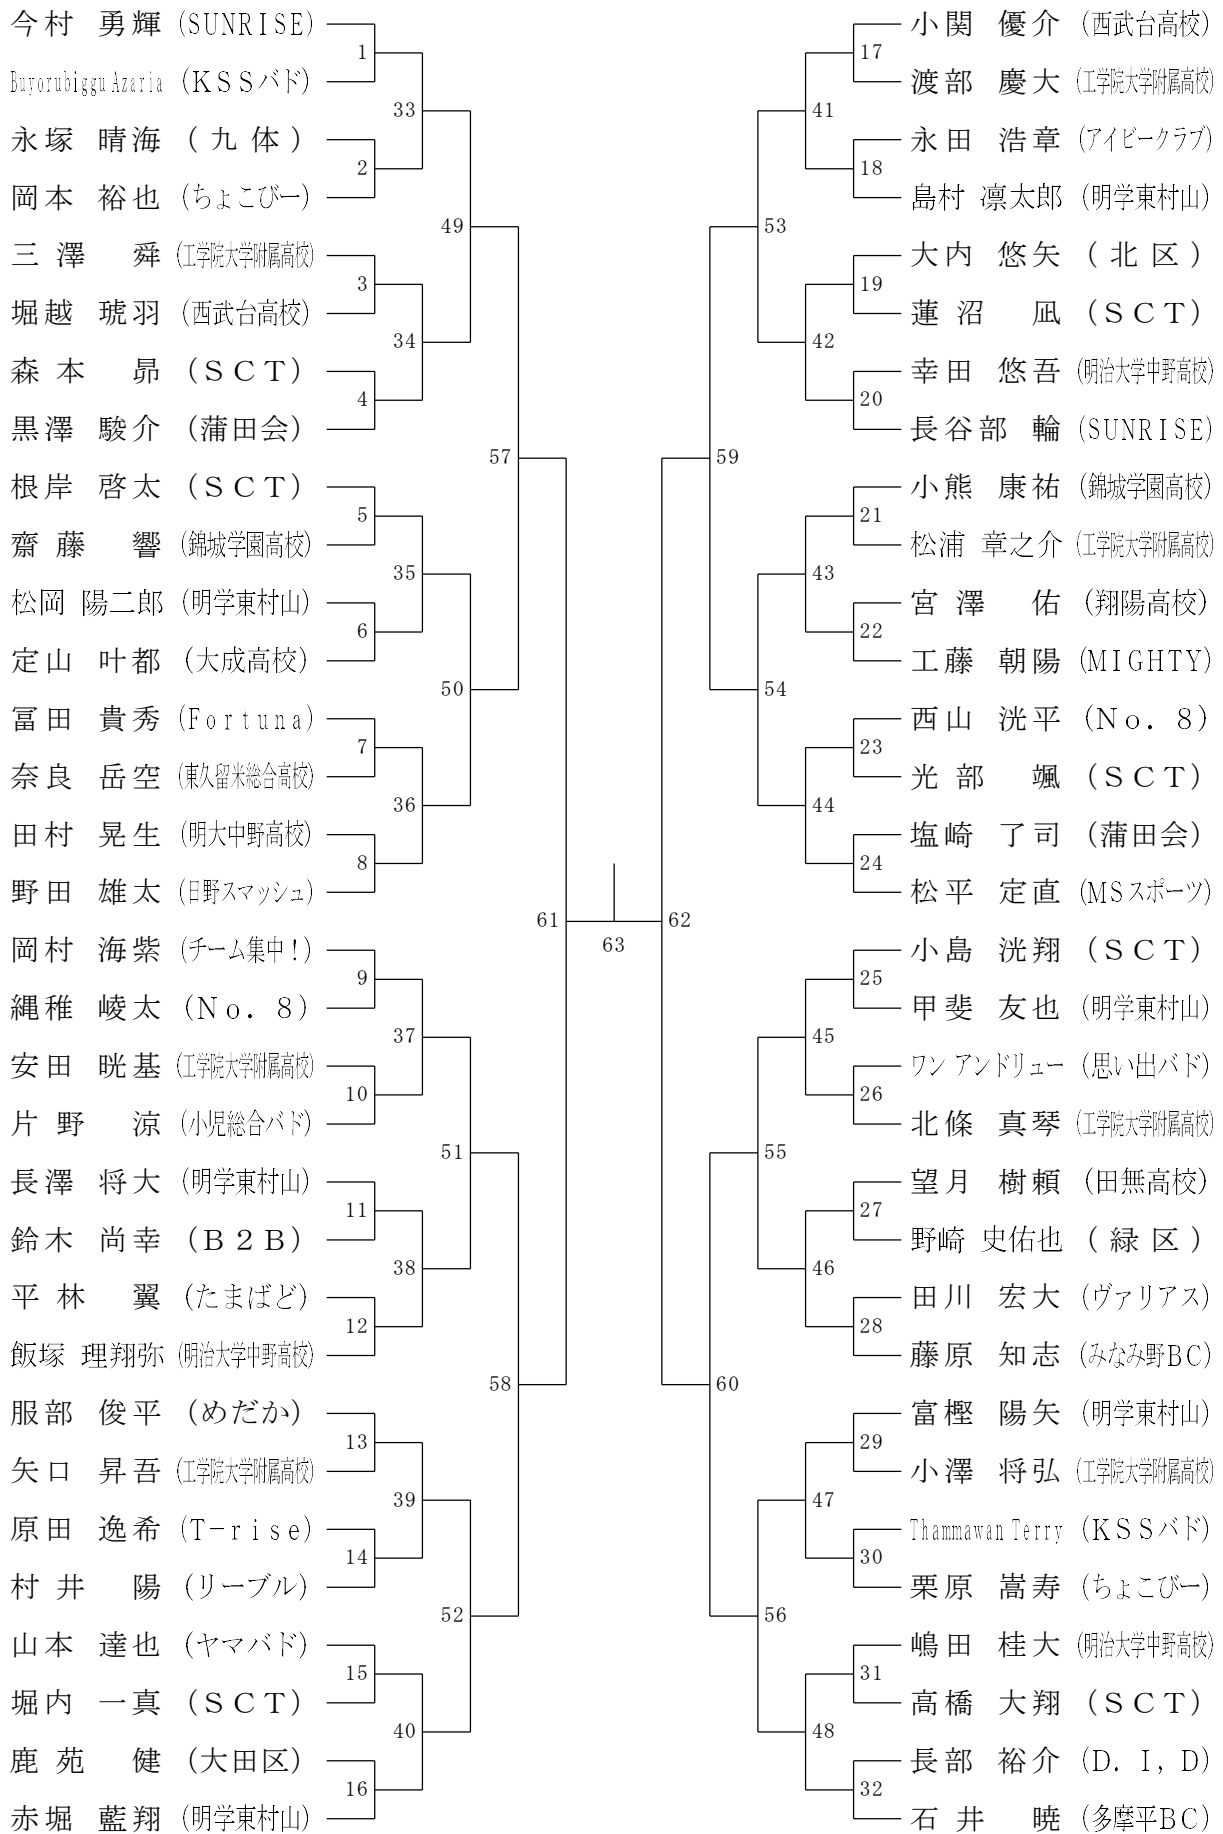 今村 勇輝 (SUNRISE)
Buyorubiggu Azaria (KSSバド)
永塚 晴海 (九体)
岡本 裕也 (ちょこびー)
三澤 舜 (工学院大学附属高校)
堀越 琥羽 (西武台高校)
森本 昴 (SCT)
黒澤 駿介 (蒲田会)
根岸 啓太 (SCT)
齋藤 響 (錦城学園高校)
松岡 陽二郎 (明学東村山)
定山 叶都 (大成高校)
冨田 貴秀 (Fortuna)
奈良 岳空 (東久留米総合高校)
田村 晃生 (明大中野高校)
野田 雄太 (日野スマッシュ)
岡村 海紫 (チーム集中!)
縄稚 崚太 (No. 8)
安田 晄基 (工学院大学附属高校)
片野 涼 (小児総合バド)
長澤 将大 (明学東村山)
鈴木 尚幸 (B2B)
平林 翼 (たまばど)
飯塚 理翔弥 (明治大学中野高校)
服部 俊平 (めだか)
矢口 昇吾 (工学院大学附属高校)
原田 逸希 (T-rise)
村井 陽 (リーブル)
山本 達也 (ヤマバド)
堀内 一真 (SCT)
鹿苑 健 (大田区)
赤堀 藍翔 (明学東村山)
1
2
3
4
5
6
7
8
9
10
11
12
13
14
15
16
33
34
35
36
37
38
39
40
49
50
51
52
57
58
61
63
62
59
60
53
54
55
56
41
42
43
44
45
46
47
48
17
18
19
20
21
22
23
24
25
26
27
28
29
30
31
32
小関 優介 (西武台高校)
渡部 慶大 (工学院大学附属高校)
永田 浩章 (アイビークラブ)
島村 凛太郎 (明学東村山)
大内 悠矢 (北区)
蓮沼 凪 (SCT)
幸田 悠吾 (明治大学中野高校)
長谷部 輪 (SUNRISE)
小熊 康祐 (錦城学園高校)
松浦 章之介 (工学院大学附属高校)
宮澤 佑 (翔陽高校)
工藤 朝陽 (MIGHTY)
西山 洸平 (No. 8)
光部 颯 (SCT)
塩崎 了司 (蒲田会)
松平 定直 (MSスポーツ)
小島 洸翔 (SCT)
甲斐 友也 (明学東村山)
ワン アンドリュー (思い出バド)
北條 真琴 (工学院大学附属高校)
望月 樹頼 (田無高校)
野崎 史佑也 (緑区)
田川 宏大 (ヴァリアス)
藤原 知志 (みなみ野BC)
富樫 陽矢 (明学東村山)
小澤 将弘 (工学院大学附属高校)
Thammawan Terry (KSSバド)
栗原 嵩寿 (ちょこびー)
嶋田 桂大 (明治大学中野高校)
高橋 大翔 (SCT)
長部 裕介 (D. I, D)
石井 暁 (多摩平BC)